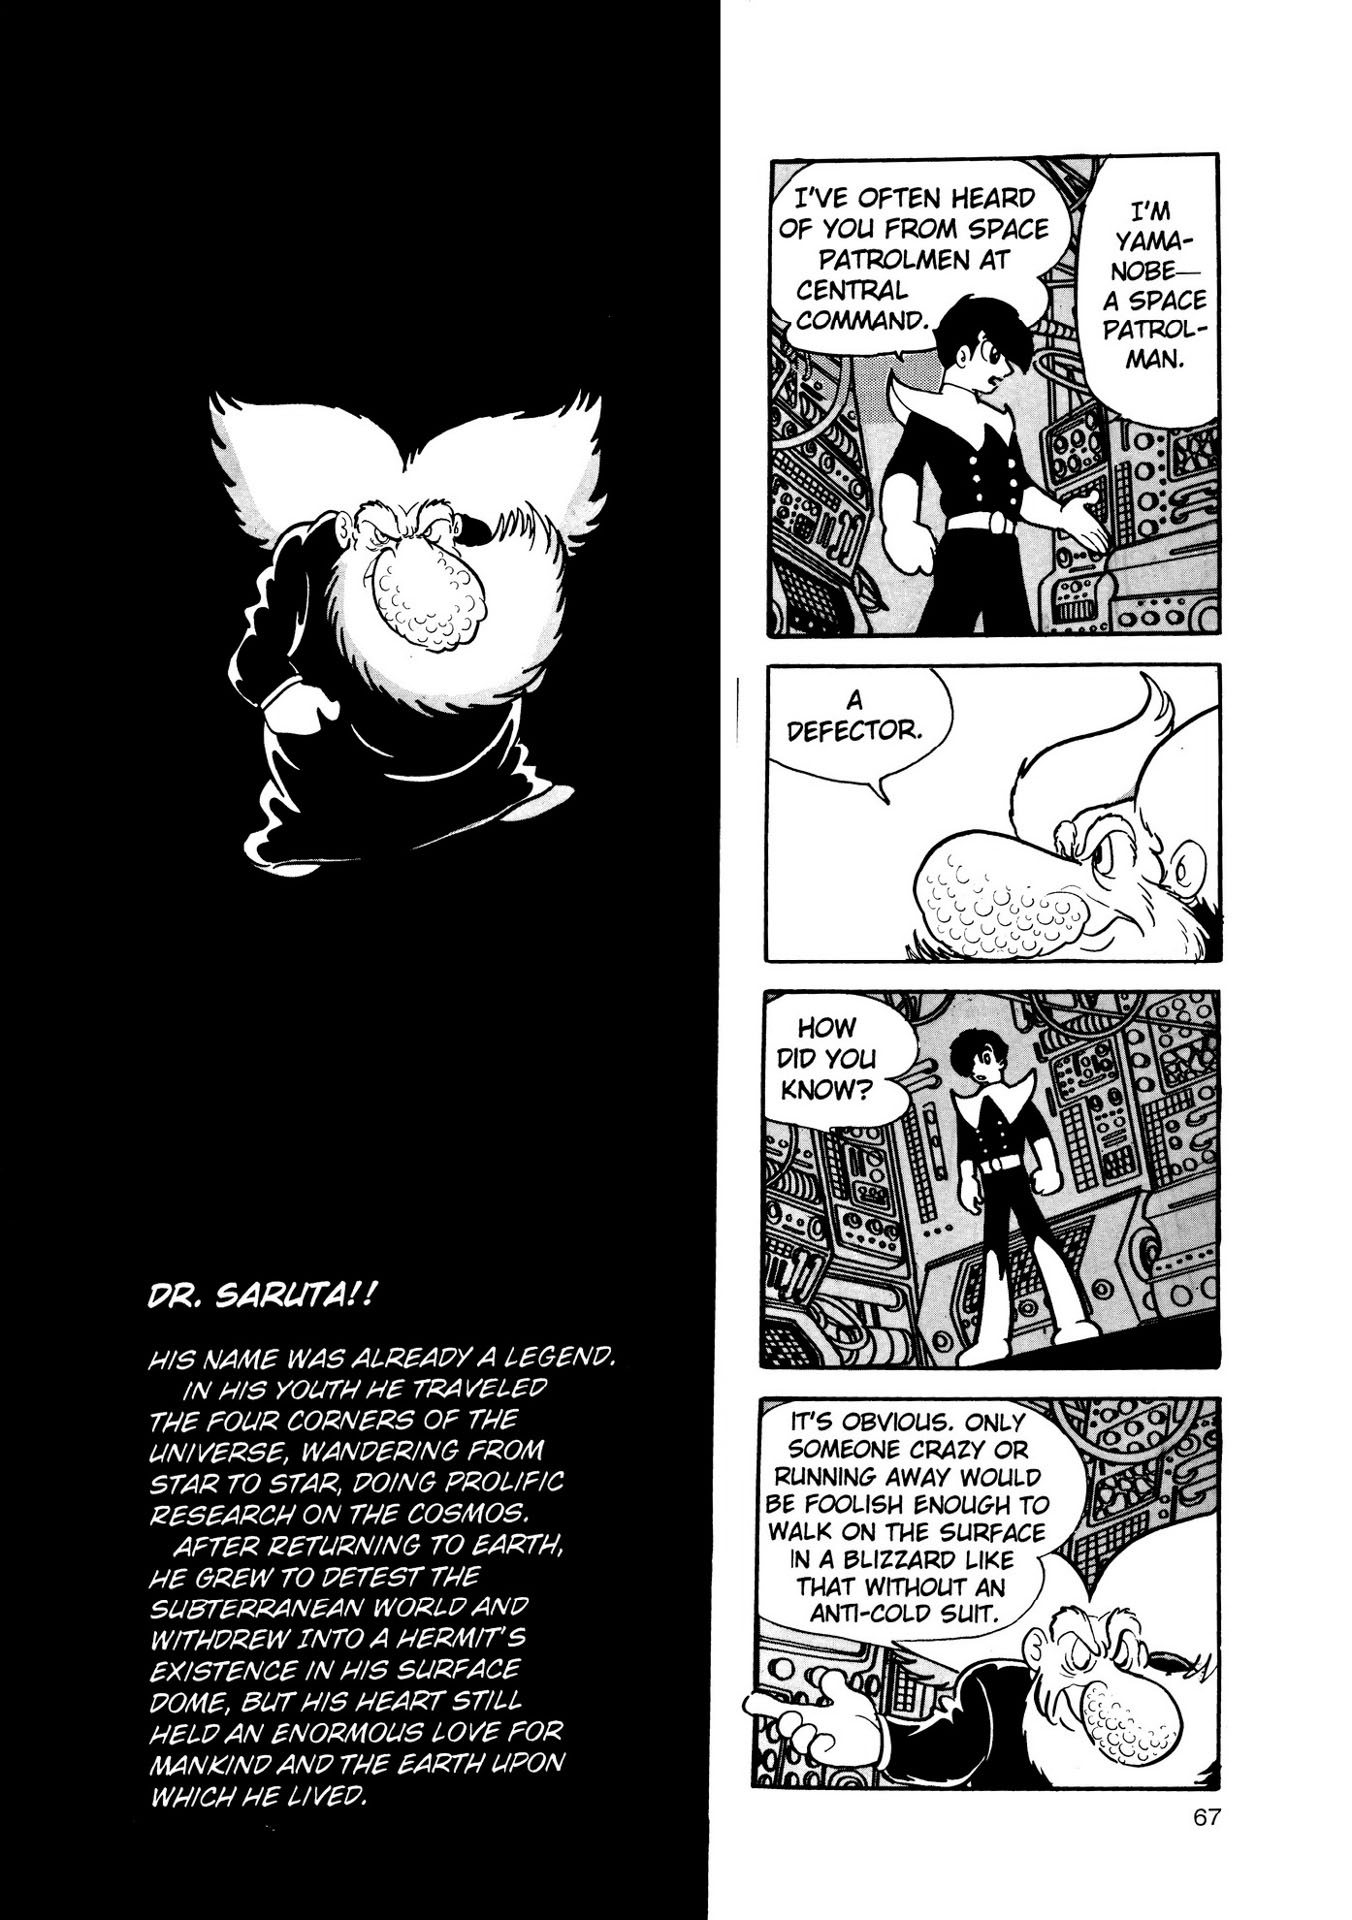 I'M
YAMA-
NOBE—
A SPACE
PATROL-
MAN.
I'VE OFTEN HEARD
OF YOU FROM SPACE
PATROLMEN AT
CENTRAL
COMMAND.
A
DEFECTOR.
HOW
DID YOU
KNOW?
IT'S OBVIOUS. ONLY
SOMEONE CRAZY OR
RUNNING AWAY WOULD
BE FOOLISH ENOUGH TO
WALK ON THE SURFACE
IN A BLIZZARD LIKE
THAT WITHOUT AN
ANTI-COLD SUIT.
DR. SARUTA!!
HIS NAME WAS ALREADY A LEGEND.
IN HIS YOUTH HE TRAVELED
THE FOUR CORNERS OF THE
UNIVERSE, WANDERING FROM
STAR TO STAR, DOING PROLIFIC
RESEARCH ON THE COSMOS.
AFTER RETURNING TO EARTH,
HE GREW TO DETEST THE
SUBTERRANEAN WORLD AND
WITHDREW INTO A HERMIT'S
EXISTENCE IN HIS SURFACE
DOME, BUT HIS HEART STILL
HELD AN ENORMOUS LOVE FOR
MANKIND AND THE EARTH UPON
WHICH HE LIVED.
67